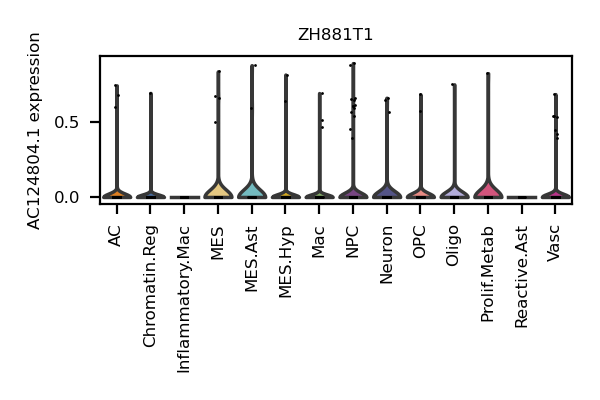 ZH881T1
AC124804.1 expression
0.5
0.0
AC
Chromatin.Reg
Inflammatory.Mac
MES
MES.Ast
MES.Hyp
Mac
NPC
Neuron
OPC
Oligo
Prolif.Metab
Reactive.Ast
Vasc